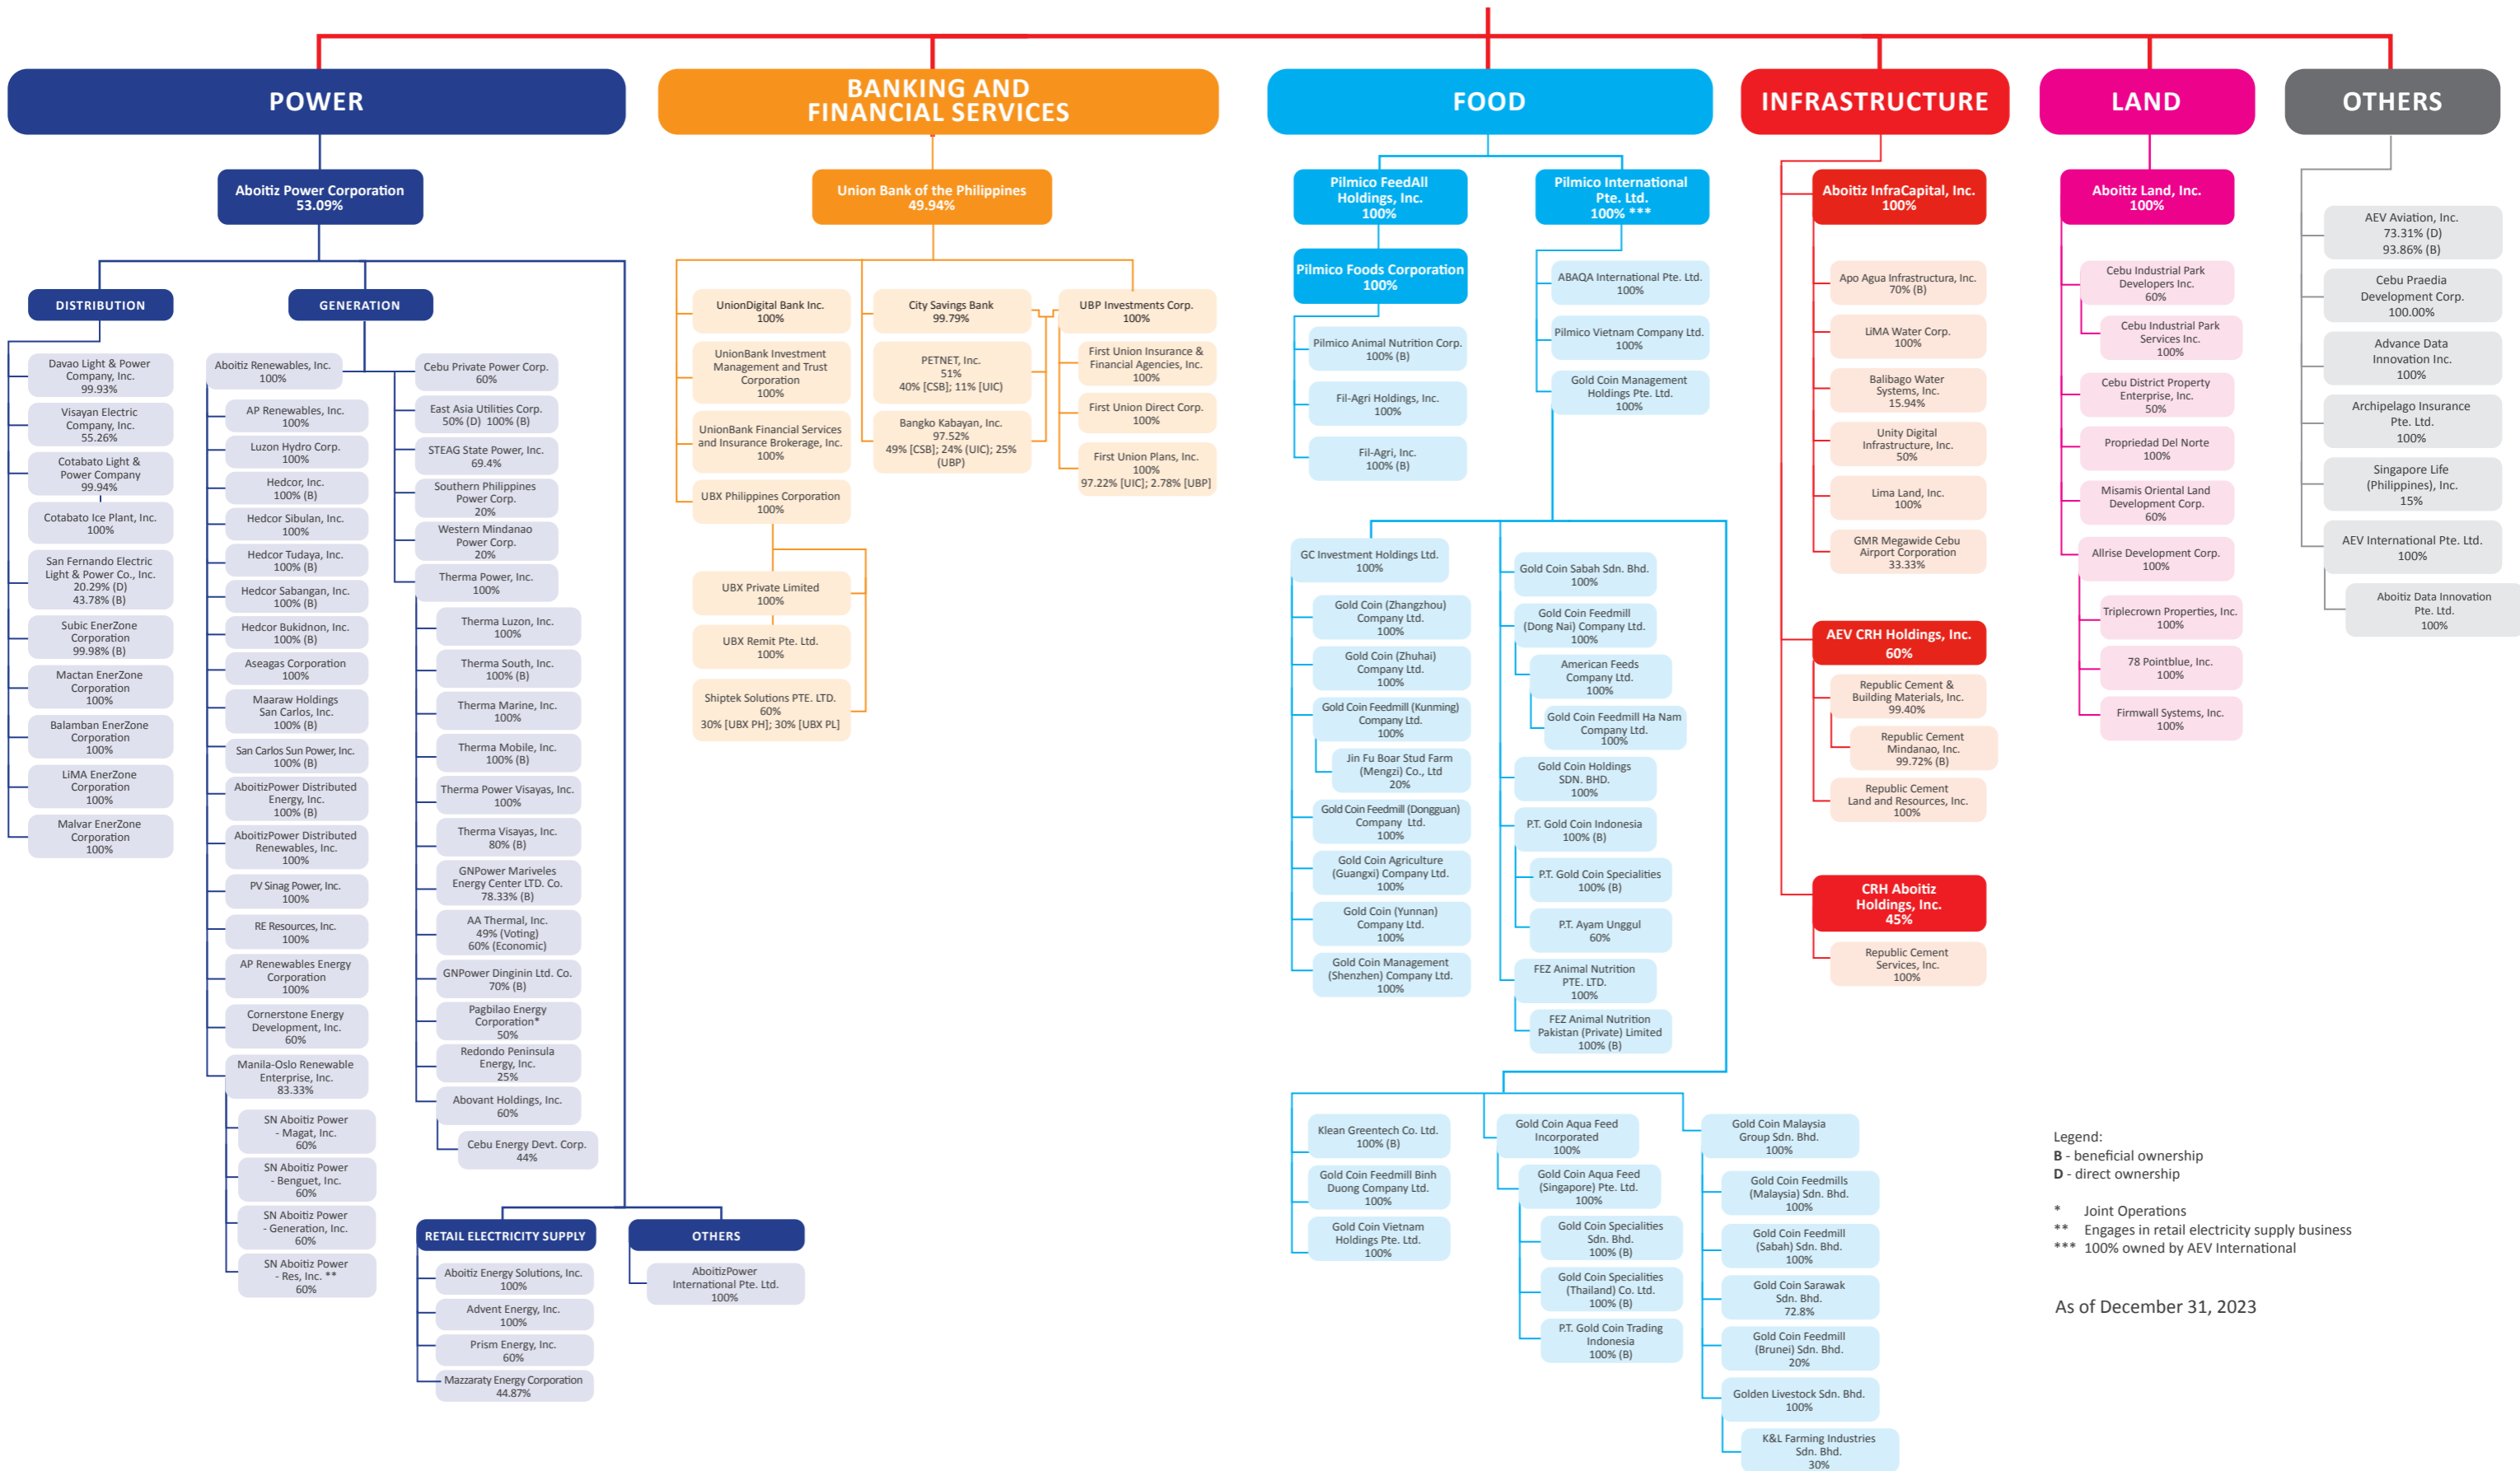 POWER
BANKING AND
FINANCIAL SERVICES
FOOD
INFRASTRUCTURE
LAND
OTHERS
Aboitiz Power Corporation
53.09%
DISTRIBUTION
Davao Light & Power
Company, Inc.
99.93%
Visayan Electric
Company, Inc.
55.26%
Cotabato Light &
Power Company
99.94%
Cotabato Ice Plant, Inc.
100%
San Fernando Electric
Light & Power Co., Inc.
20.29% (D)
43.78% (B)
Subic EnerZone
Corporation
99.98% (B)
Mactan EnerZone
Corporation
100%
Balamban EnerZone
Corporation
100%
LiMA EnerZone
Corporation
100%
Malvar EnerZone
Corporation
100%
GENERATION
Aboitiz Renewables, Inc.
100%
AP Renewables, Inc.
100%
Luzon Hydro Corp.
100%
Hedcor, Inc.
100% (B)
Hedcor Sibulan, Inc.
100%
Hedcor Tudaya, Inc.
100% (B)
Hedcor Sabangan, Inc.
100% (B)
Hedcor Bukidnon, Inc.
100% (B)
Aseagas Corporation
100%
Maaraw Holdings
San Carlos, Inc.
100% (B)
San Carlos Sun Power, Inc.
100% (B)
AboitizPower Distributed
Energy, Inc.
100% (B)
AboitizPower Distributed
Renewables, Inc.
100%
PV Sinag Power, Inc.
100%
RE Resources, Inc.
100%
AP Renewables Energy
Corporation
100%
Cornerstone Energy
Development, Inc.
60%
Manila-Oslo Renewable
Enterprise, Inc.
83.33%
SN Aboitiz Power
- Magat, Inc.
60%
SN Aboitiz Power
- Benguet, Inc.
60%
SN Aboitiz Power
- Generation, Inc.
60%
SN Aboitiz Power
- Res, Inc. **
60%
Cebu Private Power Corp.
60%
East Asia Utilities Corp.
50% (D) 100% (B)
STEAG State Power, Inc.
69.4%
Southern Philippines
Power Corp.
20%
Western Mindanao
Power Corp.
20%
Therma Power, Inc.
100%
Therma Luzon, Inc.
100%
Therma South, Inc.
100% (B)
Therma Marine, Inc.
100%
Therma Mobile, Inc.
100% (B)
Therma Power Visayas, Inc.
100%
Therma Visayas, Inc.
80% (B)
GNPower Mariveles
Energy Center LTD. Co.
78.33% (B)
AA Thermal, Inc.
49% (Voting)
60% (Economic)
GNPower Dinginin Ltd. Co.
70% (B)
Pagbilao Energy
Corporation*
50%
Redondo Peninsula
Energy, Inc.
25%
Abovant Holdings, Inc.
60%
Cebu Energy Devt. Corp.
44%
RETAIL ELECTRICITY SUPPLY
Aboitiz Energy Solutions, Inc.
100%
Advent Energy, Inc.
100%
Prism Energy, Inc.
60%
Mazzaraty Energy Corporation
44.87%
OTHERS
AboitizPower
International Pte. Ltd.
100%
Union Bank of the Philippines
49.94%
UnionDigital Bank Inc.
100%
UnionBank Investment
Management and Trust
Corporation
100%
UnionBank Financial Services
and Insurance Brokerage, Inc.
100%
UBX Philippines Corporation
100%
UBX Private Limited
100%
UBX Remit Pte. Ltd.
100%
Shiptek Solutions PTE. LTD.
60%
30% [UBX PH]; 30% [UBX PL]
City Savings Bank
99.79%
PETNET, Inc.
51%
40% [CSB]; 11% [UIC)
Bangko Kabayan, Inc.
97.52%
49% [CSB]; 24% (UIC); 25%
(UBP)
UBP Investments Corp.
100%
First Union Insurance &
Financial Agencies, Inc.
100%
First Union Direct Corp.
100%
First Union Plans, Inc.
100%
97.22% [UIC]; 2.78% [UBP]
Pilmico FeedAll
Holdings, Inc.
100%
Pilmico Foods Corporation
100%
Pilmico Animal Nutrition Corp.
100% (B)
Fil-Agri Holdings, Inc.
100%
Fil-Agri, Inc.
100% (B)
Pilmico International
Pte. Ltd.
100% ***
ABAQA International Pte. Ltd.
100%
Pilmico Vietnam Company Ltd.
100%
Gold Coin Management
Holdings Pte. Ltd.
100%
GC Investment Holdings Ltd.
100%
Gold Coin (Zhangzhou)
Company Ltd.
100%
Gold Coin (Zhuhai)
Company Ltd.
100%
Gold Coin Feedmill (Kunming)
Company Ltd.
100%
Jin Fu Boar Stud Farm
(Mengzi) Co., Ltd
20%
Gold Coin Feedmill (Dongguan)
Company Ltd.
100%
Gold Coin Agriculture
(Guangxi) Company Ltd.
100%
Gold Coin (Yunnan)
Company Ltd.
100%
Gold Coin Management
(Shenzhen) Company Ltd.
100%
Gold Coin Sabah Sdn. Bhd.
100%
Gold Coin Feedmill
(Dong Nai) Company Ltd.
100%
American Feeds
Company Ltd.
100%
Gold Coin Feedmill Ha Nam
Company Ltd.
100%
Gold Coin Holdings
SDN. BHD.
100%
P.T. Gold Coin Indonesia
100% (B)
P.T. Gold Coin Specialities
100% (B)
P.T. Ayam Unggul
60%
FEZ Animal Nutrition
PTE. LTD.
100%
FEZ Animal Nutrition
Pakistan (Private) Limited
100% (B)
Klean Greentech Co. Ltd.
100% (B)
Gold Coin Feedmill Binh
Duong Company Ltd.
100%
Gold Coin Vietnam
Holdings Pte. Ltd.
100%
Gold Coin Aqua Feed
Incorporated
100%
Gold Coin Aqua Feed
(Singapore) Pte. Ltd.
100%
Gold Coin Specialities
Sdn. Bhd.
100% (B)
Gold Coin Specialities
(Thailand) Co. Ltd.
100% (B)
P.T. Gold Coin Trading
Indonesia
100% (B)
Gold Coin Malaysia
Group Sdn. Bhd.
100%
Gold Coin Feedmills
(Malaysia) Sdn. Bhd.
100%
Gold Coin Feedmill
(Sabah) Sdn. Bhd.
100%
Gold Coin Sarawak
Sdn. Bhd.
72.8%
Gold Coin Feedmill
(Brunei) Sdn. Bhd.
20%
Golden Livestock Sdn. Bhd.
100%
K&L Farming Industries
Sdn. Bhd.
30%
Aboitiz InfraCapital, Inc.
100%
Apo Agua Infrastructura, Inc.
70% (B)
LiMA Water Corp.
100%
Balibago Water
Systems, Inc.
15.94%
Unity Digital
Infrastructure, Inc.
50%
Lima Land, Inc.
100%
GMR Megawide Cebu
Airport Corporation
33.33%
AEV CRH Holdings, Inc.
60%
Republic Cement &
Building Materials, Inc.
99.40%
Republic Cement
Mindanao, Inc.
99.72% (B)
Republic Cement
Land and Resources, Inc.
100%
CRH Aboitiz
Holdings, Inc.
45%
Republic Cement
Services, Inc.
100%
Aboitiz Land, Inc.
100%
Cebu Industrial Park
Developers Inc.
60%
Cebu Industrial Park
Services Inc.
100%
Cebu District Property
Enterprise, Inc.
50%
Propriedad Del Norte
100%
Misamis Oriental Land
Development Corp.
60%
Allrise Development Corp.
100%
Triplecrown Properties, Inc.
100%
78 Pointblue, Inc.
100%
Firmwall Systems, Inc.
100%
AEV Aviation, Inc.
73.31% (D)
93.86% (B)
Cebu Praedia
Development Corp.
100.00%
Advance Data
Innovation Inc.
100%
Archipelago Insurance
Pte. Ltd.
100%
Singapore Life
(Philippines), Inc.
15%
AEV International Pte. Ltd.
100%
Aboitiz Data Innovation
Pte. Ltd.
100%
Legend:
B - beneficial ownership
D - direct ownership
* Joint Operations
** Engages in retail electricity supply business
*** 100% owned by AEV International
As of December 31, 2023